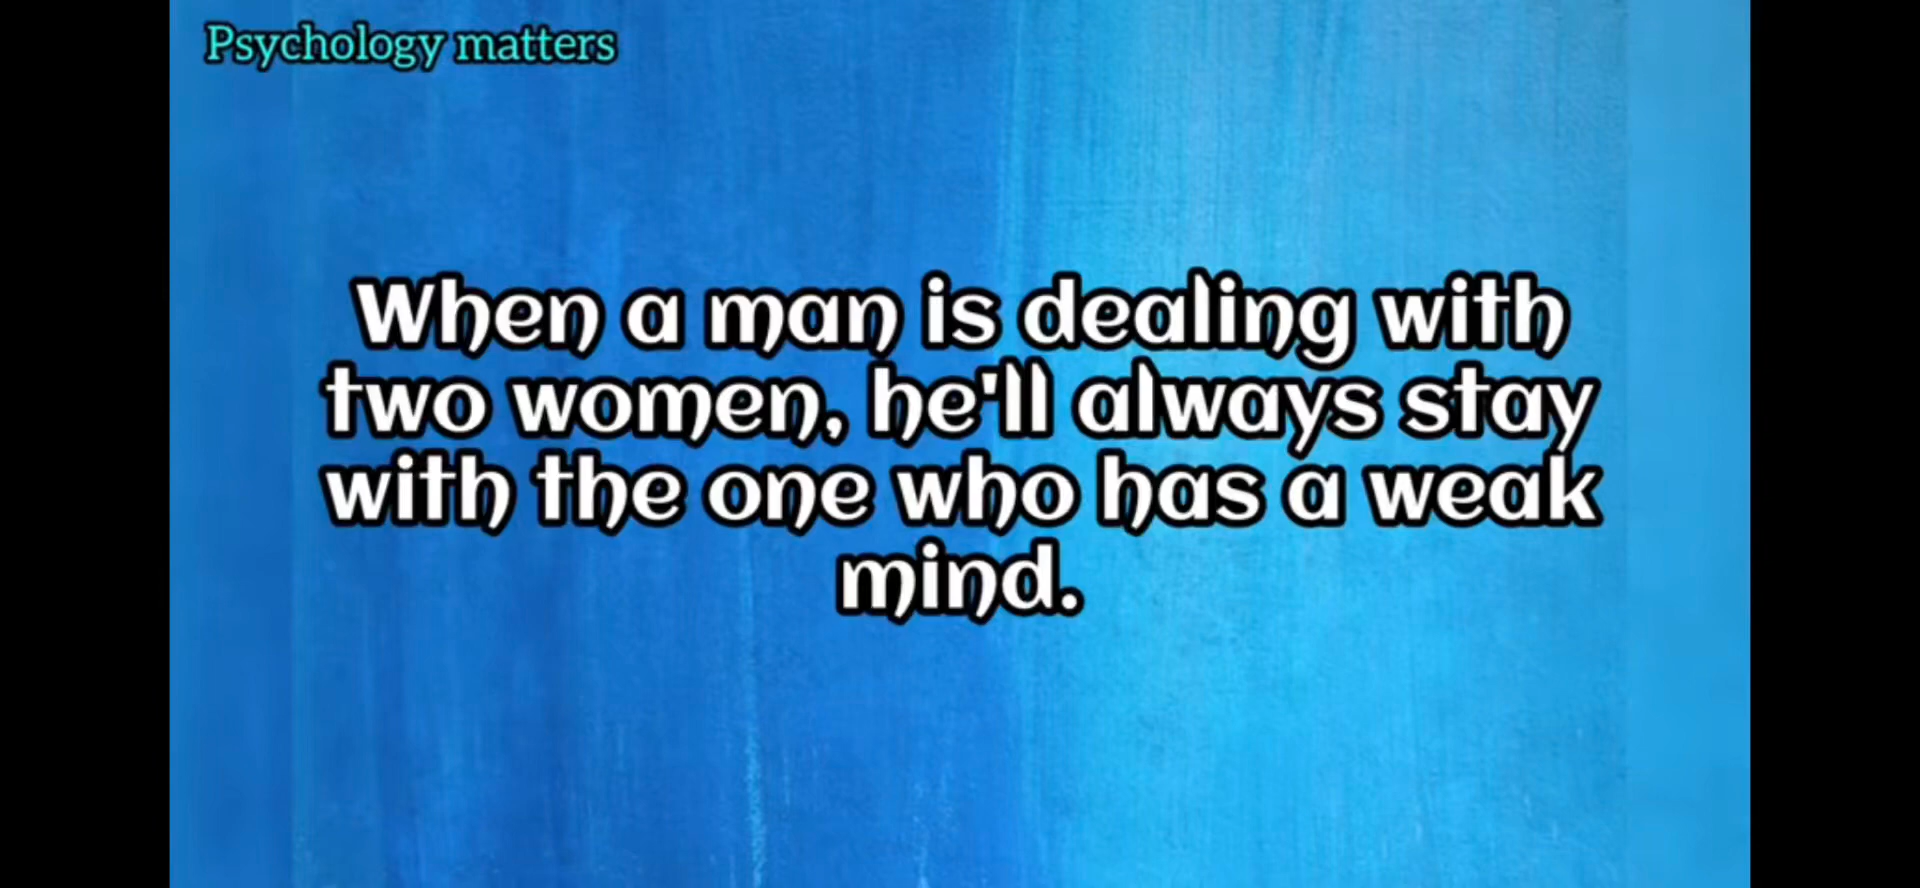 Psychology matters
When a man is dealing with
two women, he'll always stay
with the one who has a weak
mind.